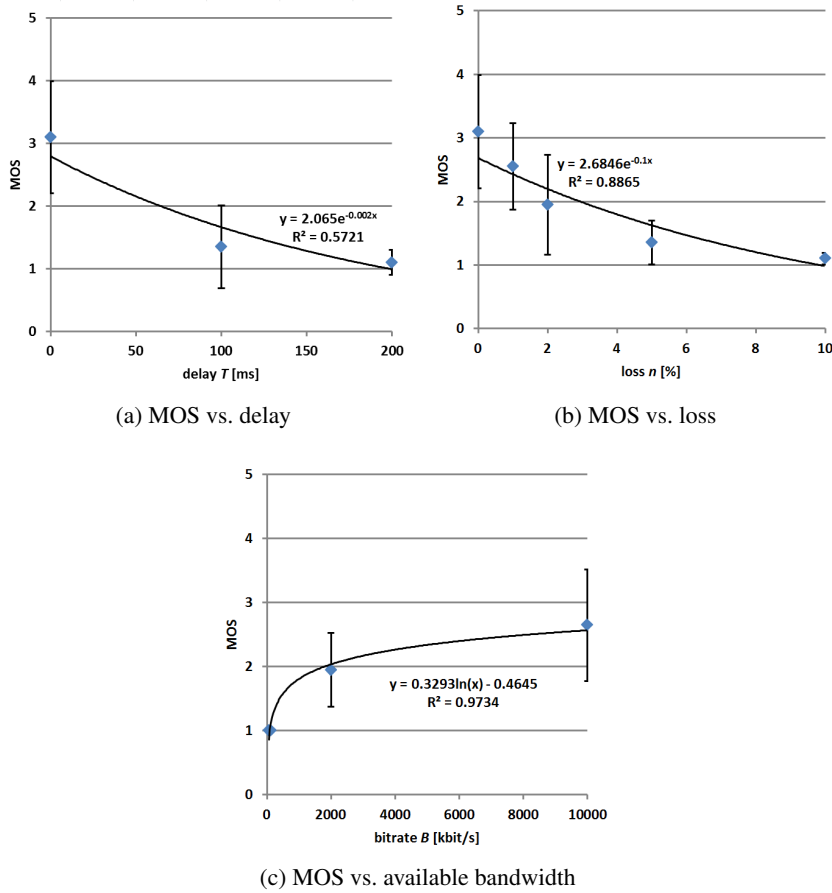 5
4
3
2
1
0
MOS
0
50
100
150
200
delay T [ms]
y = 2.065e^-0.002x
R² = 0.5721
(a) MOS vs. delay
5
4
3
2
1
0
MOS
0
2
4
6
8
10
loss n [%]
y = 2.6846e^-0.1x
R² = 0.8865
(b) MOS vs. loss
5
4
3
2
1
0
MOS
0
2000
4000
6000
8000
10000
bitrate B [kbit/s]
y = 0.3293ln(x) - 0.4645
R² = 0.9734
(c) MOS vs. available bandwidth